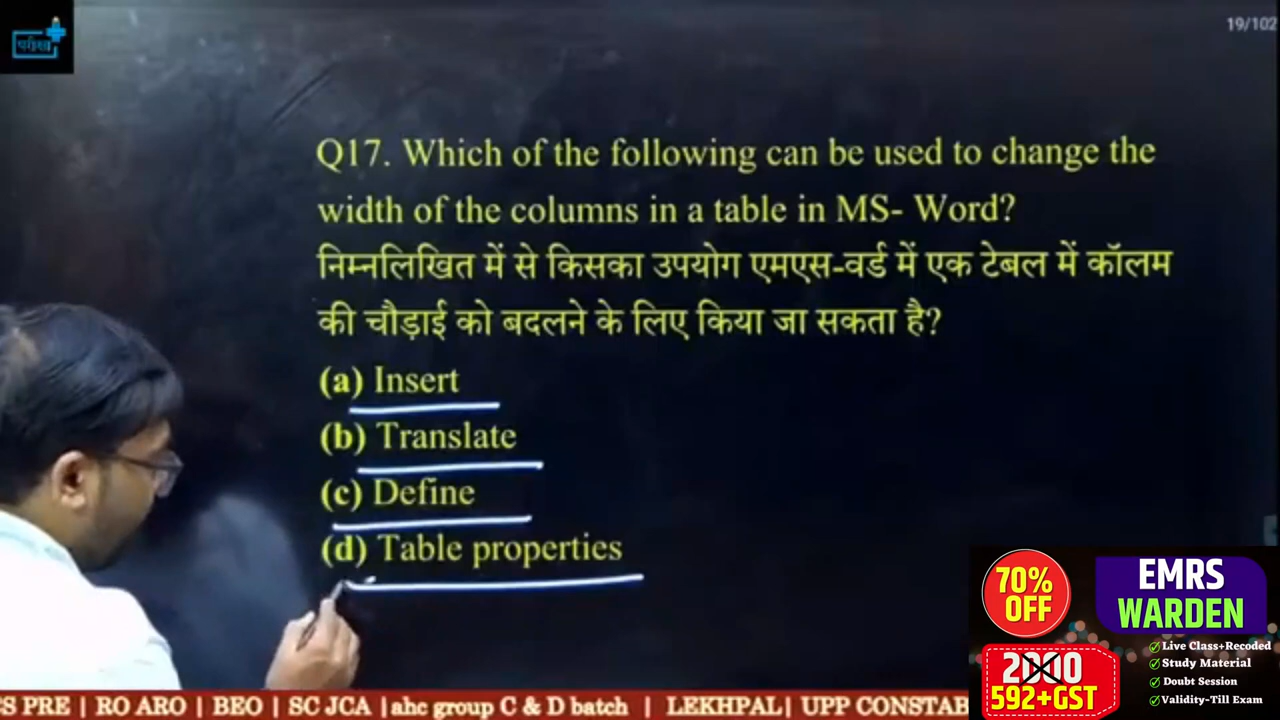 परीक्षा
19/102
Q17. Which of the following can be used to change the
width of the columns in a table in MS- Word?
निम्नलिखित में से किसका उपयोग एमएस-वर्ड में एक टेबल में कॉलम
की चौड़ाई को बदलने के लिए किया जा सकता है?
(a) Insert
(b) Translate
(c) Define
(d) Table properties
70%
OFF
EMRS
WARDEN
2000
592+GST
Live Class+Recoded
Study Material
Doubt Session
Validity-Till Exam
S PRE | RO ARO | BEO | SC JCA |ahc group C & D batch | LEKHPAL| UPP CONSTAB